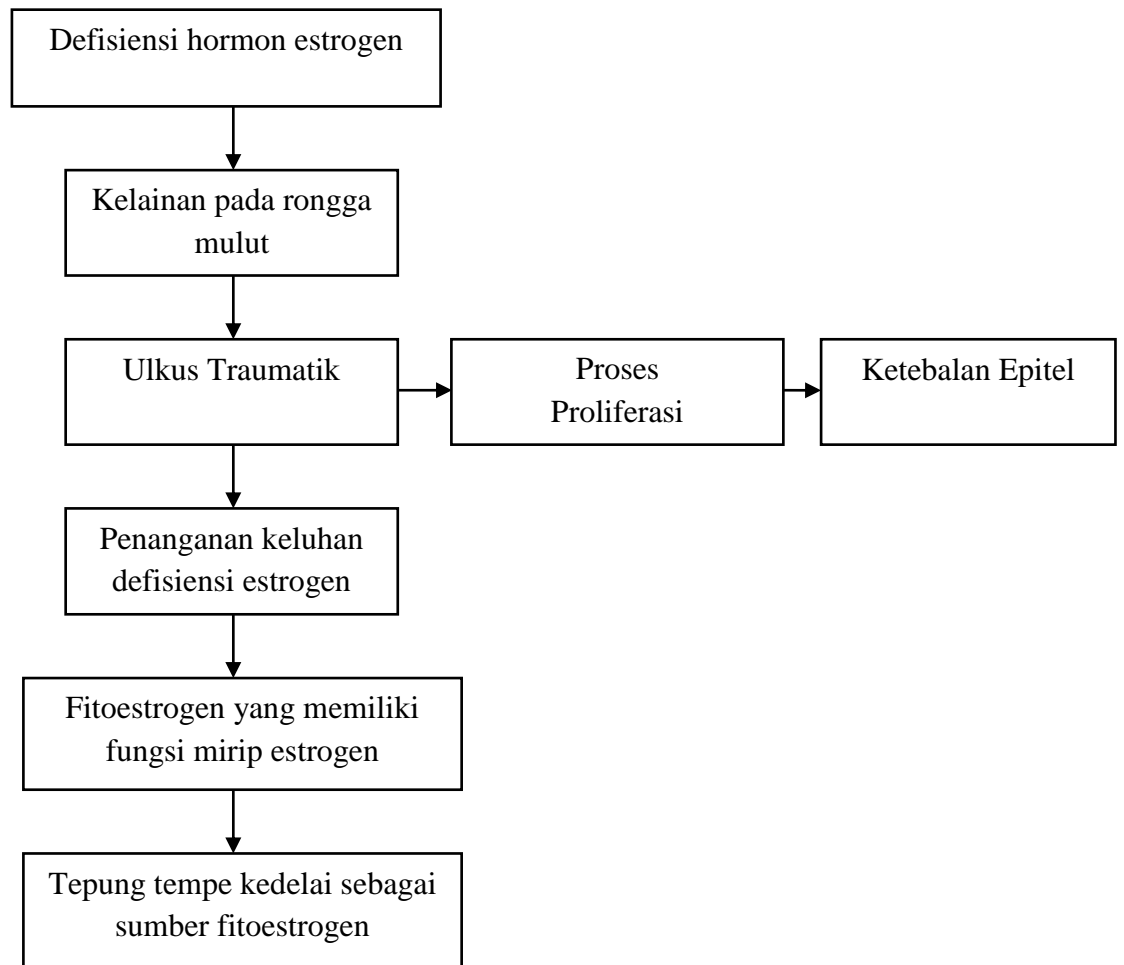 Defisiensi hormon estrogen
Kelainan pada rongga
mulut
Ulkus Traumatik
Proses
Proliferasi
Ketebalan Epitel
Penanganan keluhan
defisiensi estrogen
Fitoestrogen yang memiliki
fungsi mirip estrogen
Tepung tempe kedelai sebagai
sumber fitoestrogen